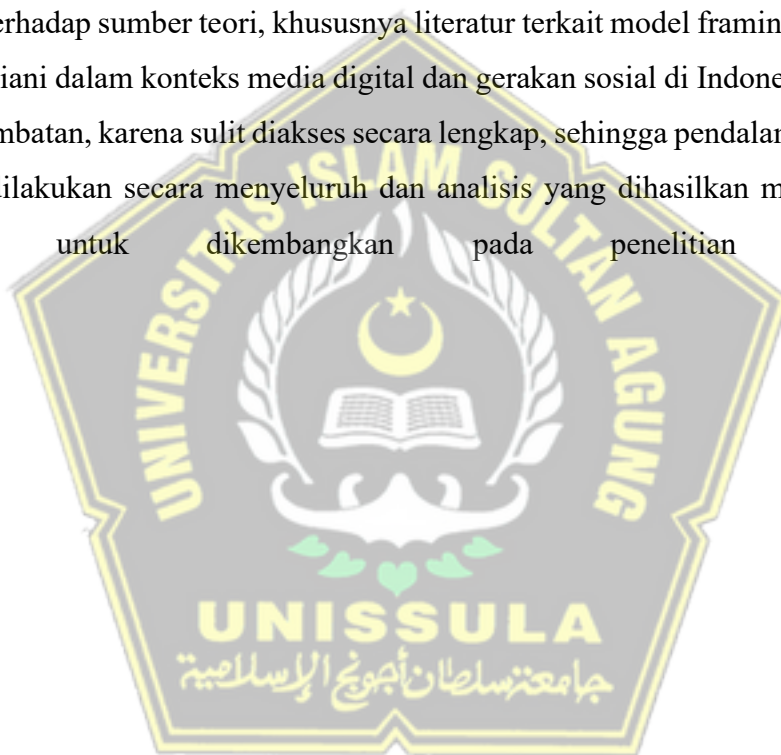 erhadap sumber teori, khususnya literatur terkait model framin
iani dalam konteks media digital dan gerakan sosial di Indone
mbatan, karena sulit diakses secara lengkap, sehingga pendalar
dilakukan secara menyeluruh dan analisis yang dihasilkan m
untuk dikembangkan pada penelitian
UNIVERSITAS ISLAM SULTAN AGUNG
UNISSULA
جامعة سلطان أجونج الإسلامية